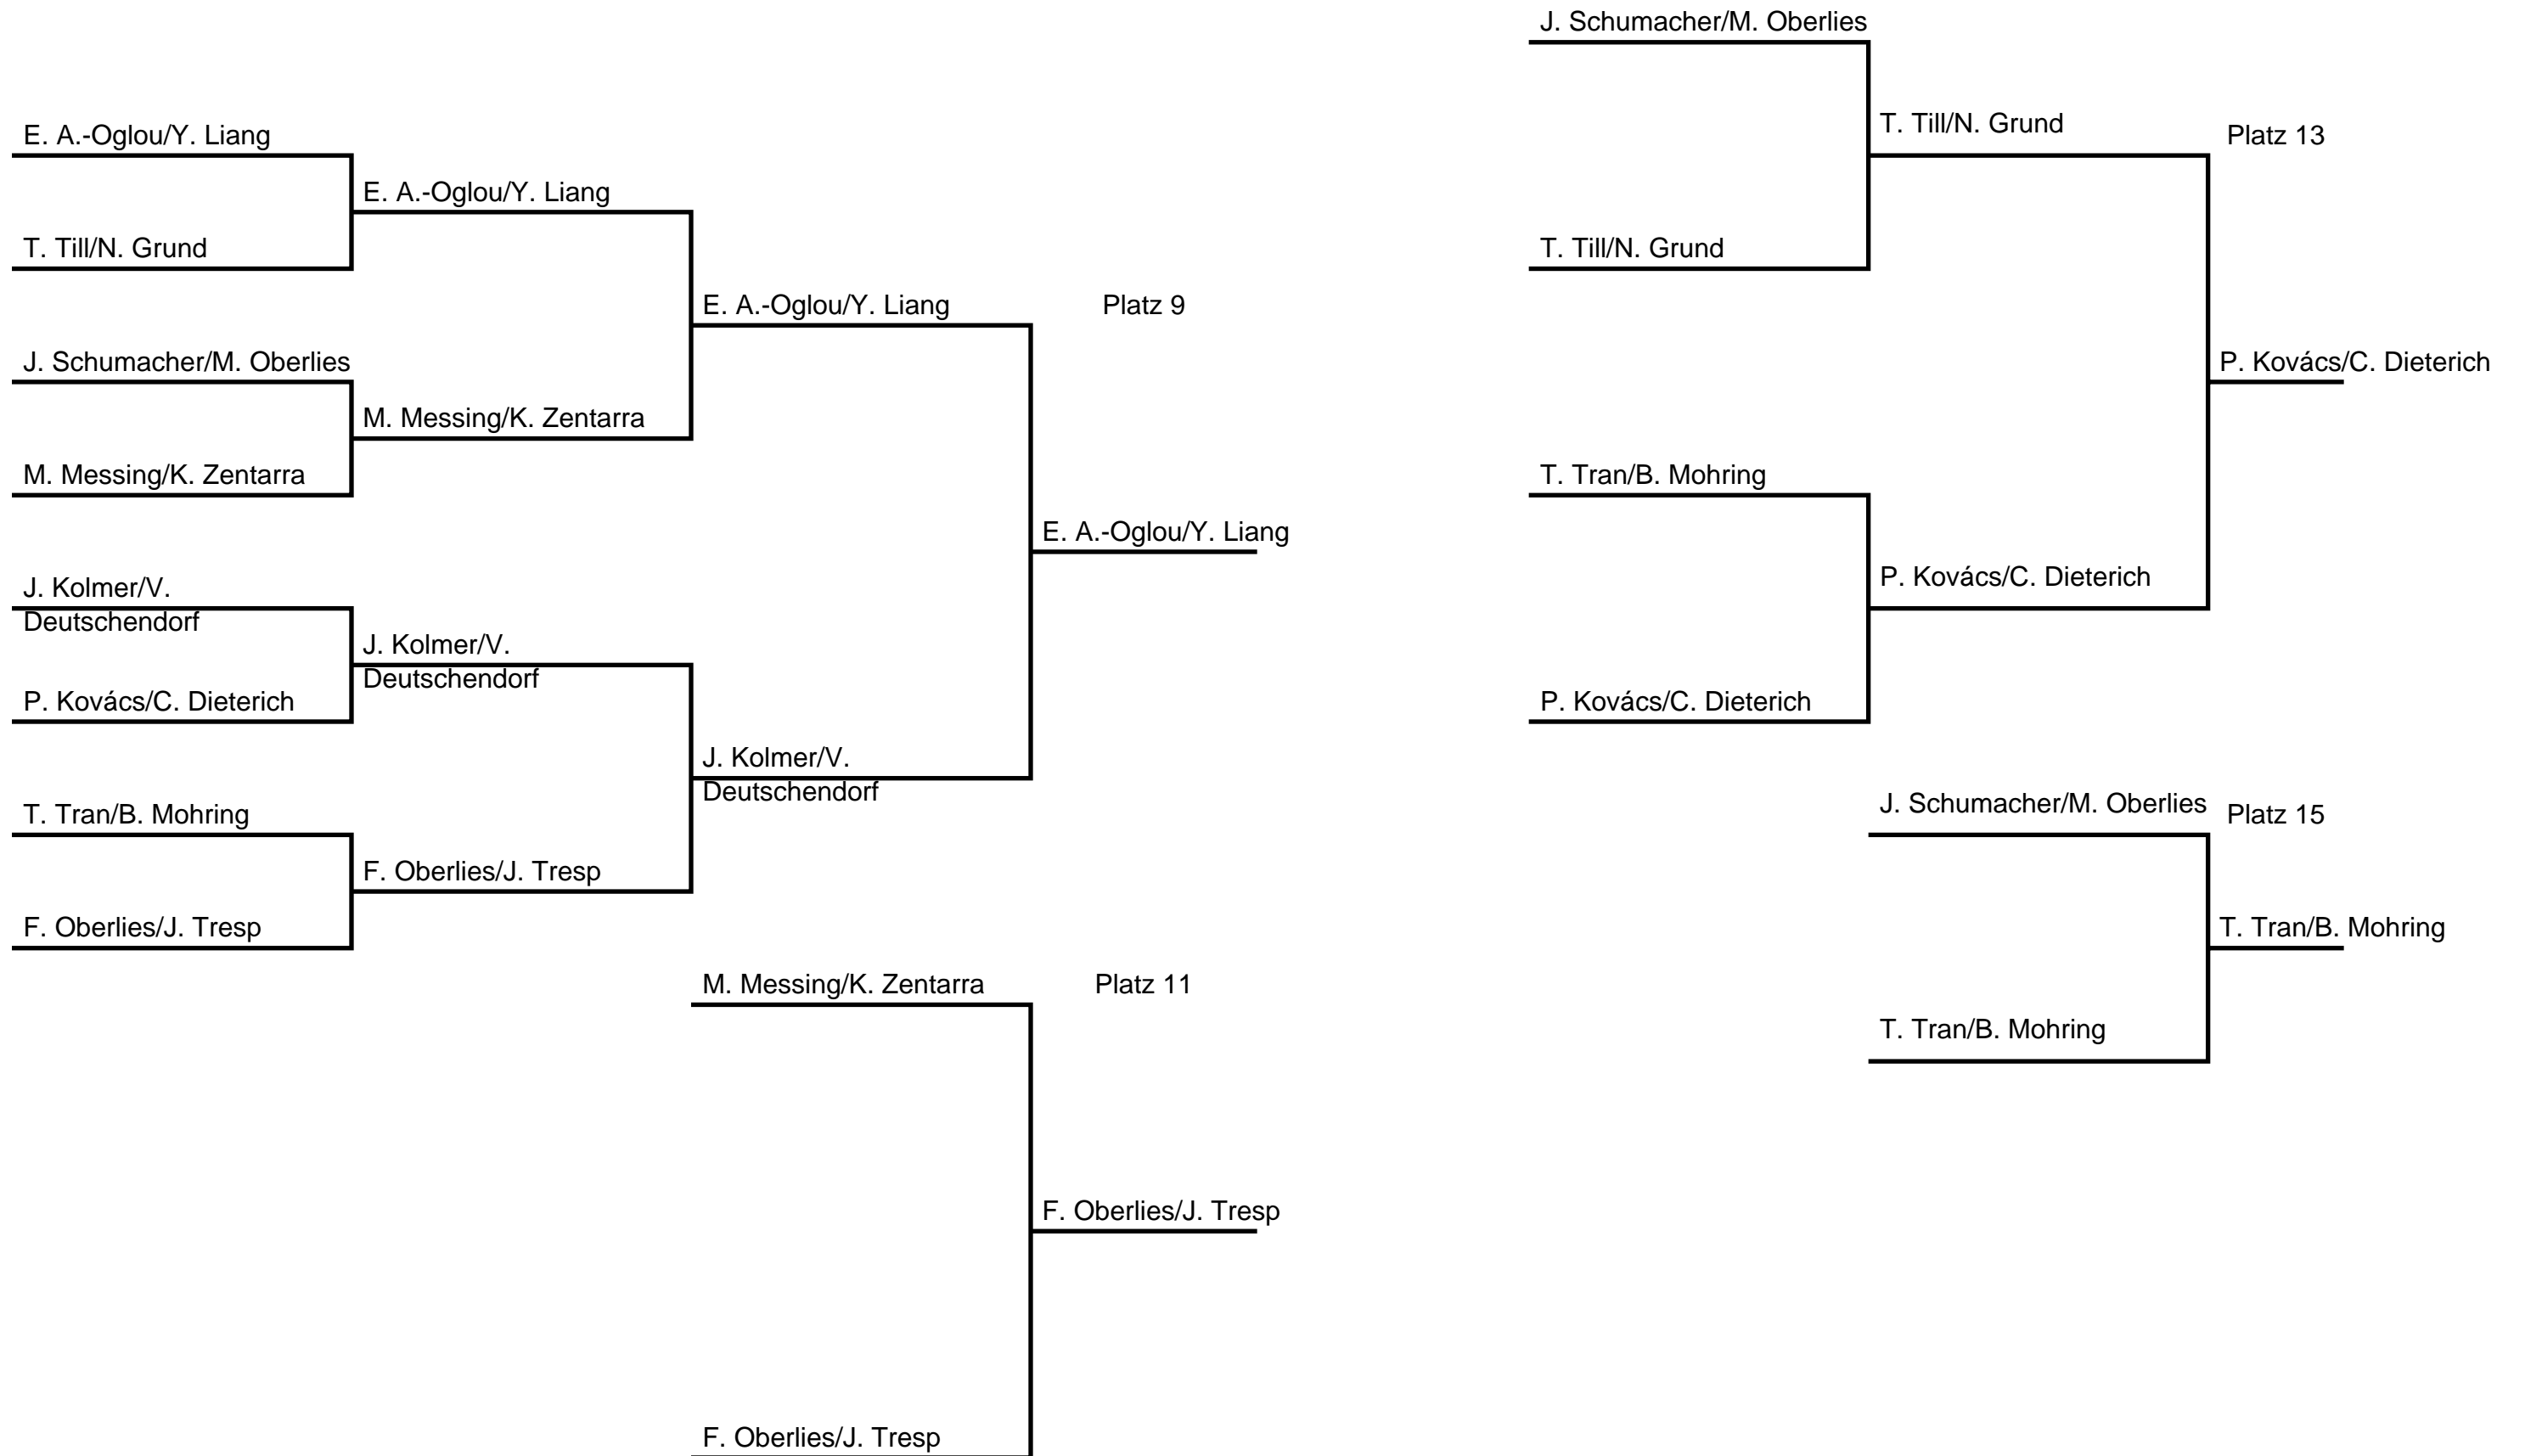 E. A.-Oglou/Y. Liang
T. Till/N. Grund
J. Schumacher/M. Oberlies
M. Messing/K. Zentarra
J. Kolmer/V.
Deutschendorf
P. Kovács/C. Dieterich
T. Tran/B. Mohring
F. Oberlies/J. Tresp
E. A.-Oglou/Y. Liang
M. Messing/K. Zentarra
J. Kolmer/V.
Deutschendorf
F. Oberlies/J. Tresp
E. A.-Oglou/Y. Liang
J. Kolmer/V.
Deutschendorf
Platz 9
E. A.-Oglou/Y. Liang
M. Messing/K. Zentarra
F. Oberlies/J. Tresp
Platz 11
F. Oberlies/J. Tresp
J. Schumacher/M. Oberlies
T. Till/N. Grund
T. Tran/B. Mohring
P. Kovács/C. Dieterich
T. Till/N. Grund
P. Kovács/C. Dieterich
Platz 13
P. Kovács/C. Dieterich
J. Schumacher/M. Oberlies
T. Tran/B. Mohring
Platz 15
T. Tran/B. Mohring